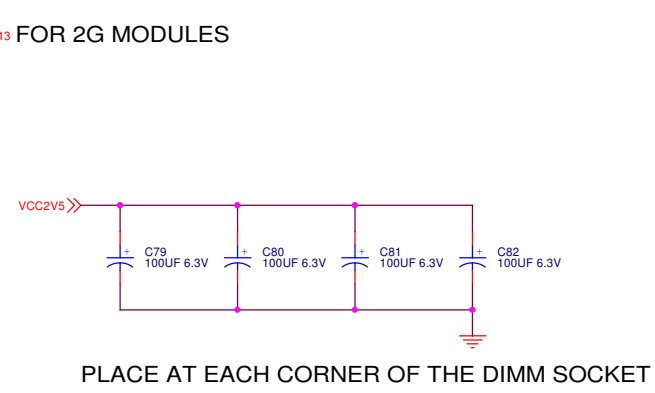 13 FOR 2G MODULES
VCC2V5
C79
100UF 6.3V
C80
100UF 6.3V
C81
100UF 6.3V
C82
100UF 6.3V
PLACE AT EACH CORNER OF THE DIMM SOCKET